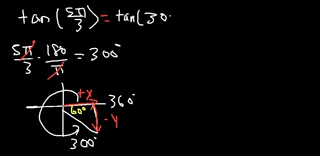 tan(5π/3) = tan(30
5π/3 · 180/π = 300°
+X
60°
360°
-Y
300°